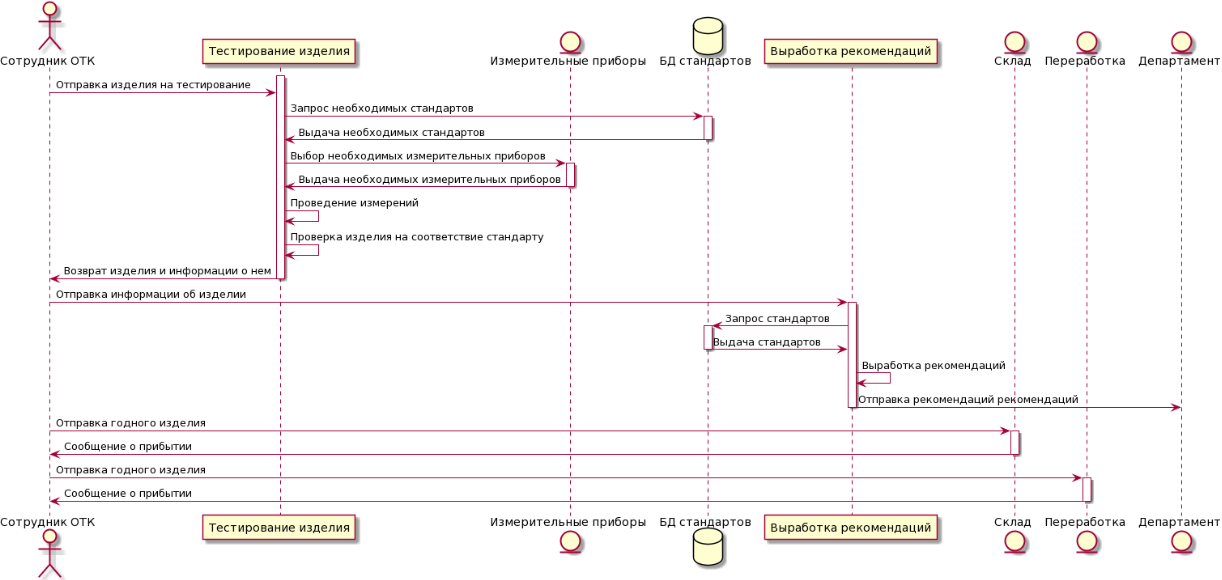 Сотрудник ОТК
Тестирование изделия
Измерительные приборы
БД стандартов
Выработка рекомендаций
Склад
Переработка
Департамент
Отправка изделия на тестирование
Запрос необходимых стандартов
Выдача необходимых стандартов
Выбор необходимых измерительных приборов
Выдача необходимых измерительных приборов
Проведение измерений
Проверка изделия на соответствие стандарту
Возврат изделия и информации о нем
Отправка информации об изделии
Запрос стандартов
Выдача стандартов
Выработка рекомендаций
Отправка рекомендаций рекомендаций
Отправка годного изделия
Сообщение о прибытии
Отправка годного изделия
Сообщение о прибытии
Сотрудник ОТК
Тестирование изделия
Измерительные приборы
БД стандартов
Выработка рекомендаций
Склад
Переработка
Департамент